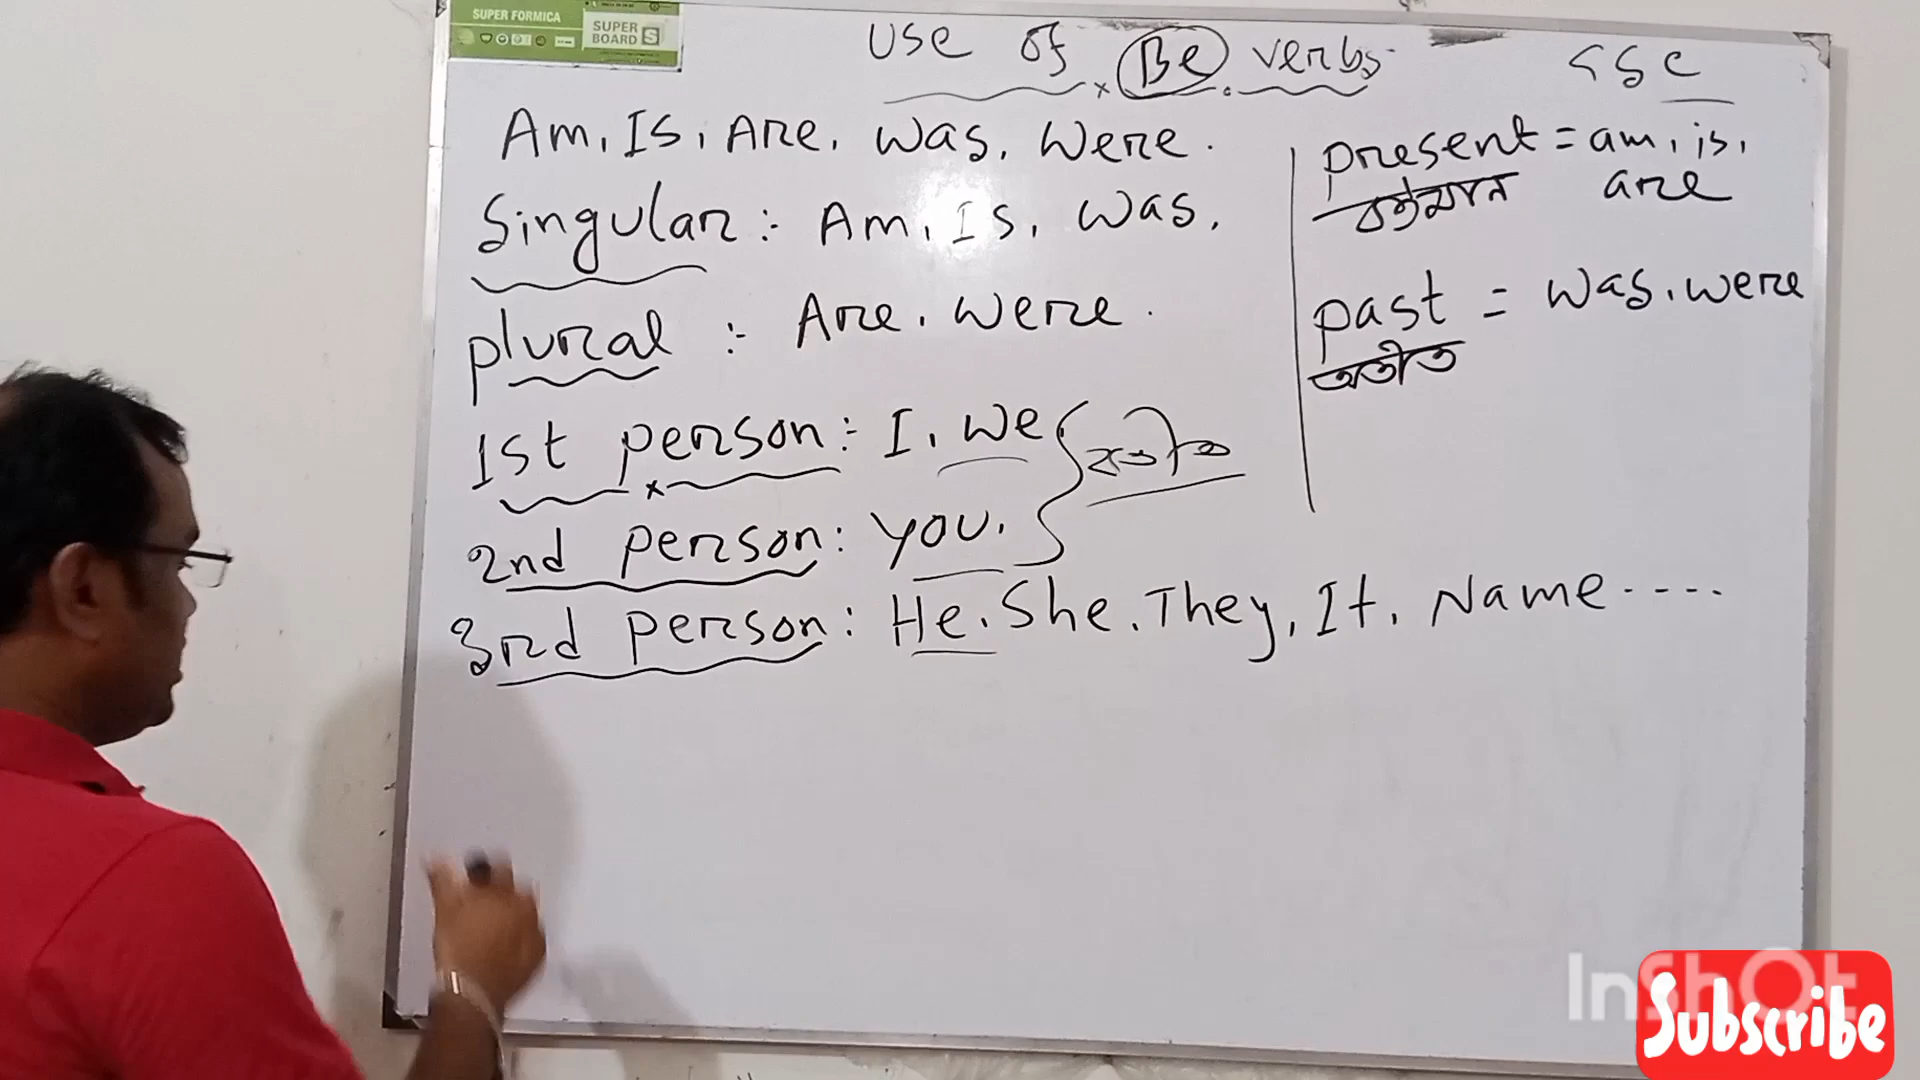 SUPER FORMICA
SUPER BOARD S
Use of Be verbs
Am, Is, Are, Was, Were.
Singular :- Am, Is, Was,
plural :- Are, Were.
1st person :- I, We
2nd person : you.
3rd person : He. She. They, It, Name.....
present = am, is, are
বর্তমান
past = was, were
অতীত
InShOt
Subscribe